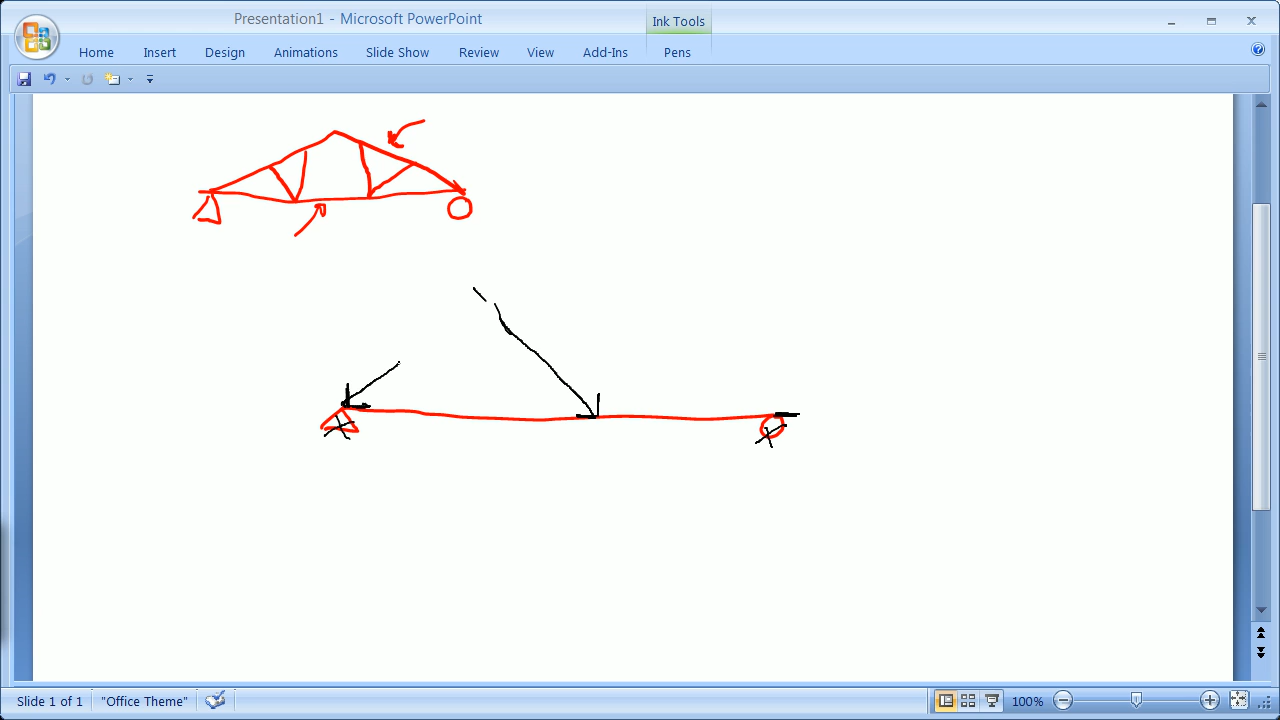 Presentation1 - Microsoft PowerPoint
Ink Tools
Home Insert Design Animations Slide Show Review View Add-Ins Pens
Slide 1 of 1 "Office Theme" 100%